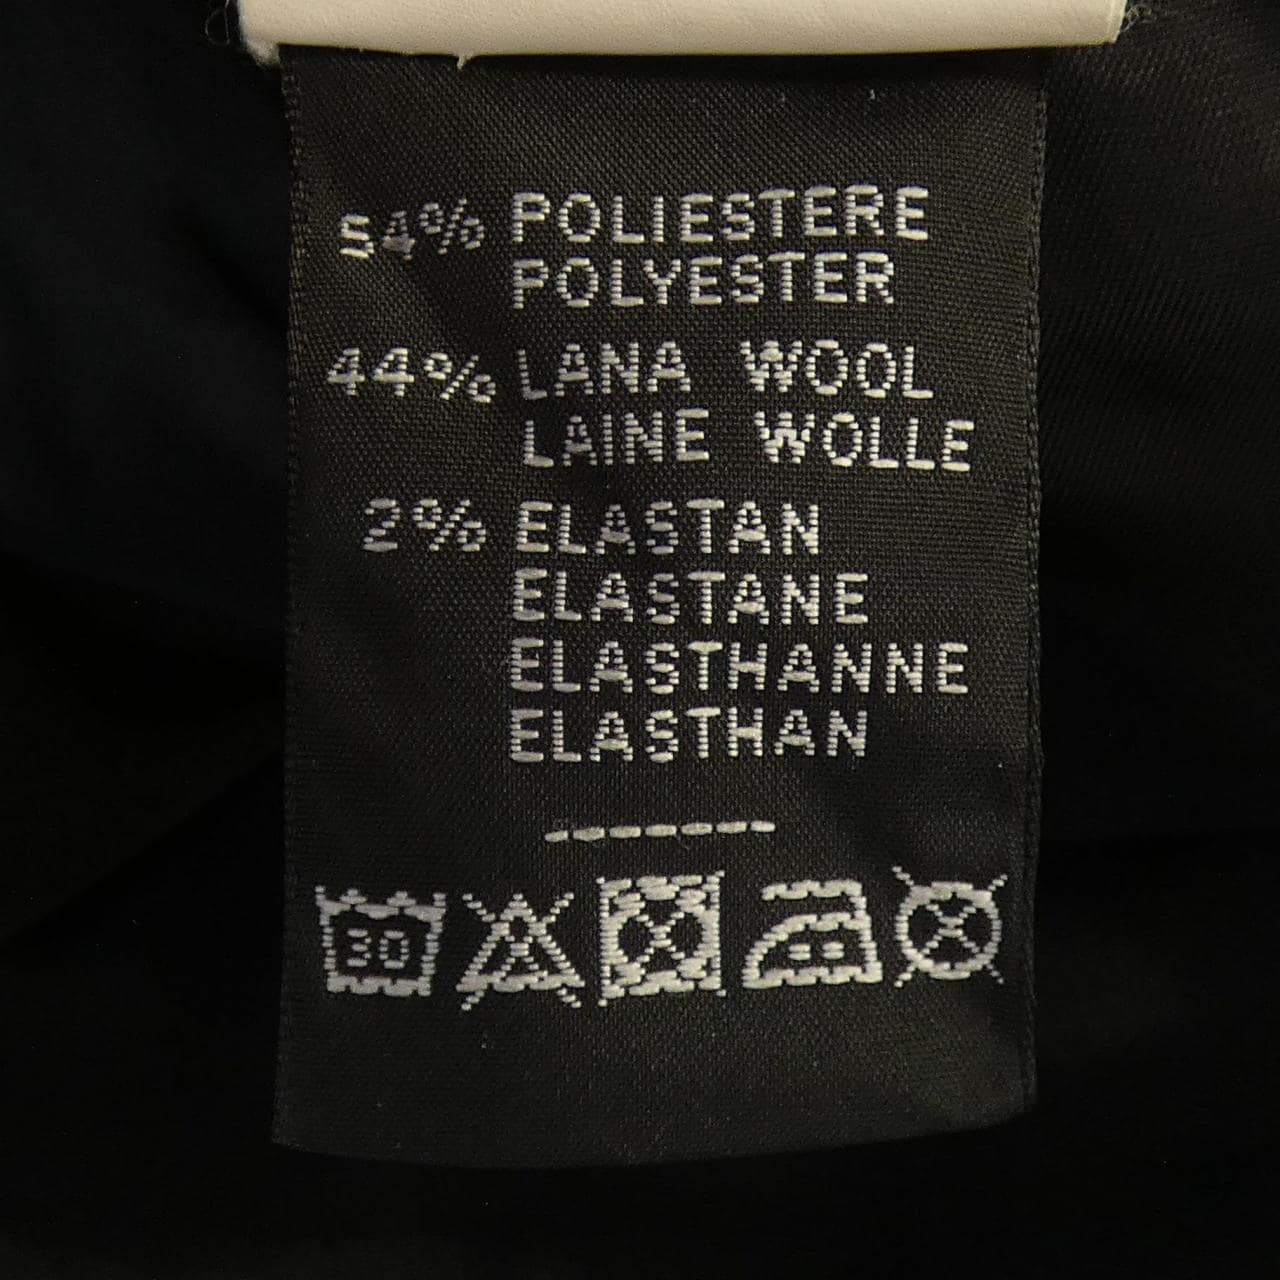 54% POLIESTERE
POLYESTER
44% LANA WOOL
LAINE WOLLE
2% ELASTAN
ELASTANE
ELASTHANNE
ELASTHAN
30